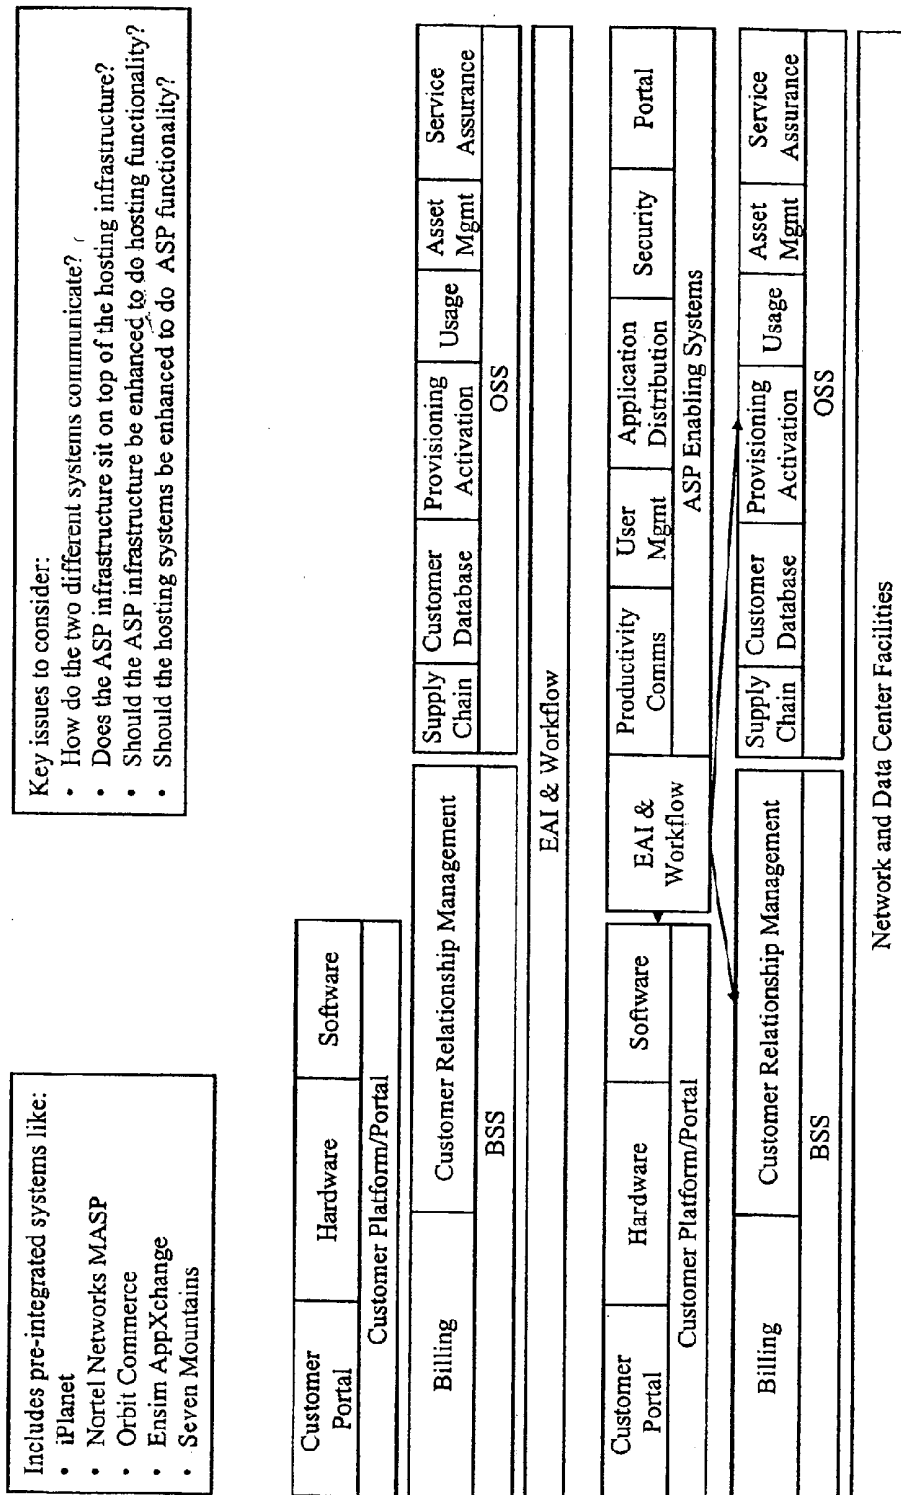 Includes pre-integrated systems like:
• iPlanet
• Nortel Networks MASP
• Orbit Commerce
• Ensim AppXchange
• Seven Mountains
Key issues to consider:
• How do the two different systems communicate?
• Does the ASP infrastructure sit on top of the hosting infrastructure?
• Should the ASP infrastructure be enhanced to do hosting functionality?
• Should the hosting systems be enhanced to do ASP functionality?
Customer
Portal
Hardware
Software
Customer Platform/Portal
Billing
Customer Relationship Management
BSS
Supply
Chain
Customer
Database
Provisioning
Activation
Usage
Asset
Mgmt
Service
Assurance
OSS
EAI & Workflow
Customer
Portal
Hardware
Software
Customer Platform/Portal
EAI &
Workflow
Productivity
Comms
User
Mgmt
Application
Distribution
Security
Portal
ASP Enabling Systems
Billing
Customer Relationship Management
BSS
Supply
Chain
Customer
Database
Provisioning
Activation
Usage
Asset
Mgmt
Service
Assurance
OSS
Network and Data Center Facilities